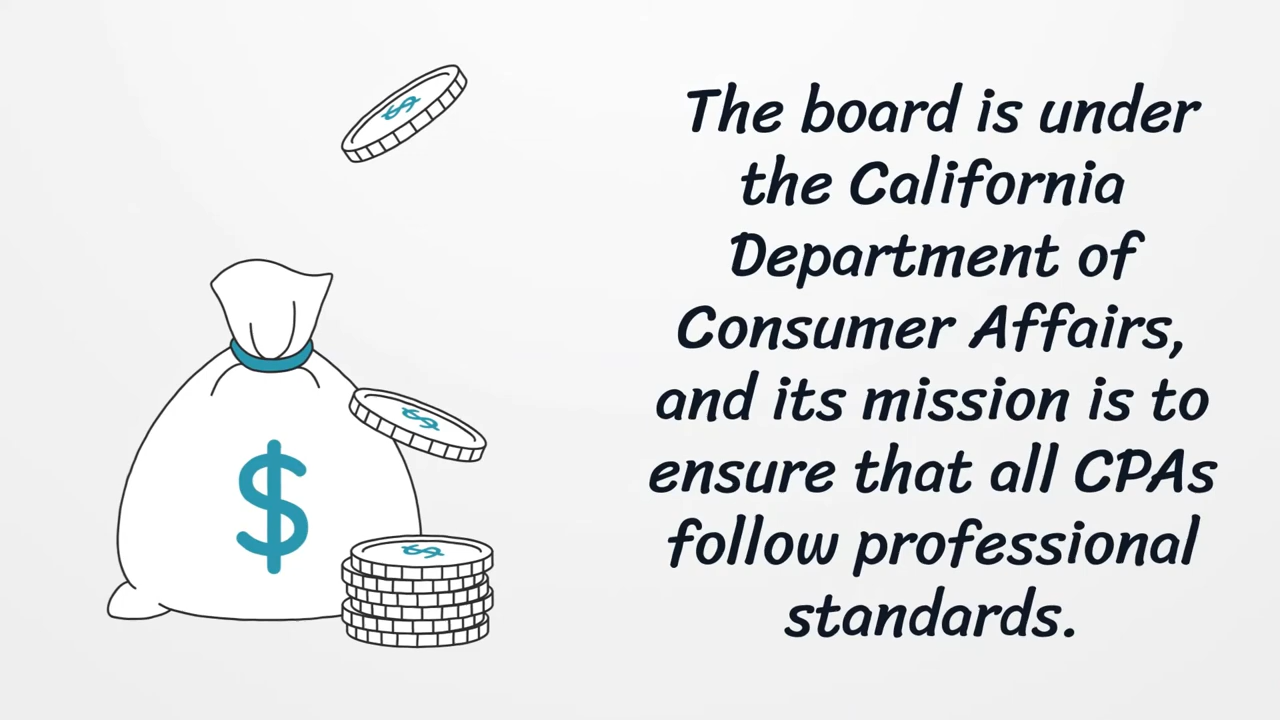 The board is under
the California
Department of
Consumer Affairs,
and its mission is to
ensure that all CPAs
follow professional
standards.
$
$
$
$